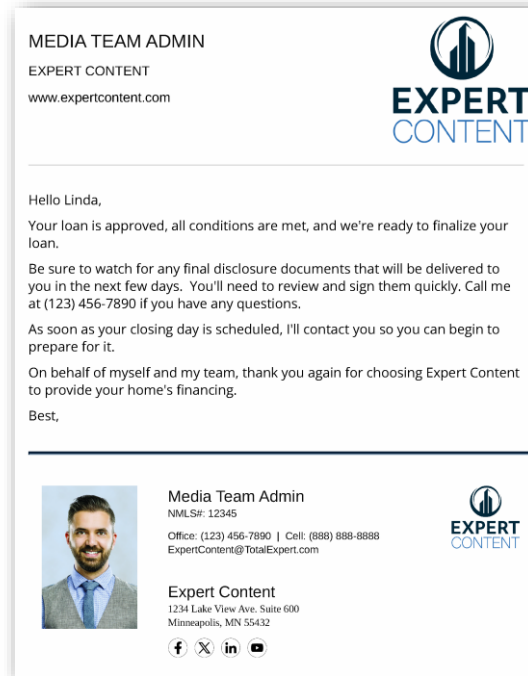 MEDIA TEAM ADMIN
EXPERT CONTENT
www.expertcontent.com
EXPERT
CONTENT
Hello Linda,
Your loan is approved, all conditions are met, and we're ready to finalize your
loan.
Be sure to watch for any final disclosure documents that will be delivered to
you in the next few days.  You'll need to review and sign them quickly. Call me
at (123) 456-7890 if you have any questions.
As soon as your closing day is scheduled, I'll contact you so you can begin to
prepare for it.
On behalf of myself and my team, thank you again for choosing Expert Content
to provide your home's financing.
Best,
Media Team Admin
NMLS#: 12345
Office: (123) 456-7890 | Cell: (888) 888-8888
ExpertContent@TotalExpert.com
EXPERT
CONTENT
Expert Content
1234 Lake View Ave. Suite 600
Minneapolis, MN 55432